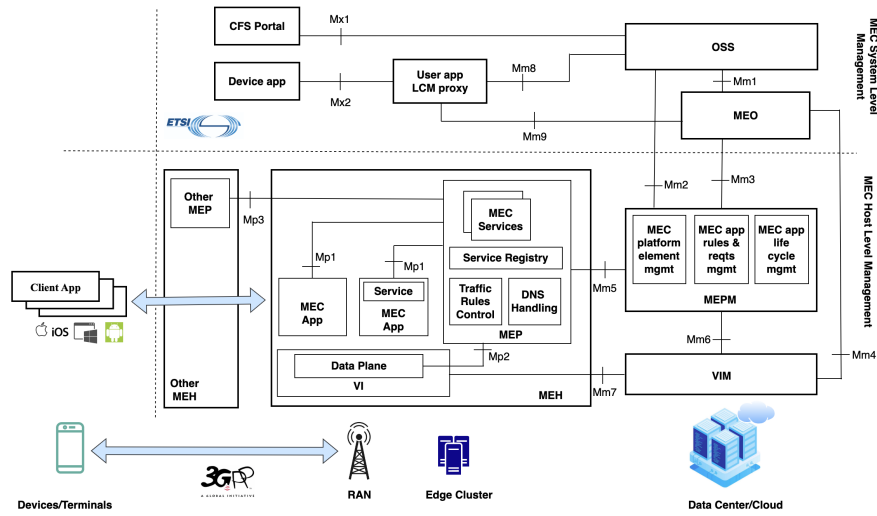 CFS Portal
Mx1
OSS
MEC System Level
Management
Device app
Mx2
User app
LCM proxy
Mm8
Mm1
Mm9
MEO
ETSI
Other
MEP
Mp3
MEC
Services
Mm2
Mm3
MEC
platform
element
mgmt
MEC app
rules &
reqts
mgmt
MEC app
life
cycle
mgmt
MEPM
MEC Host Level Management
Mp1
Mp1
Service Registry
Mm5
Client App
iOS
MEC
App
Service
MEC
App
Traffic
Rules
Control
DNS
Handling
MEP
Mp2
Mm6
Mm4
Data Plane
VI
Mm7
VIM
Other
MEH
MEH
3GPP
A GLOBAL INITIATIVE
Devices/Terminals
RAN
Edge Cluster
Data Center/Cloud